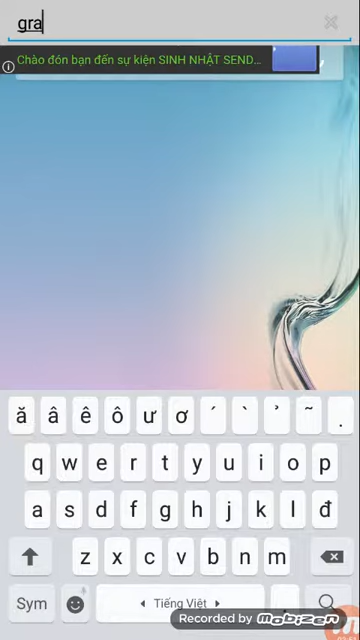 gra
Chào đón bạn đến sự kiện SINH NHẬT SEND...
ă â ê ô ư ơ ́ ̀ ̉ ̃ .
q w e r t y u i o p
a s d f g h j k l đ
z x c v b n m
Sym Tiếng Việt
Recorded by Mobizen